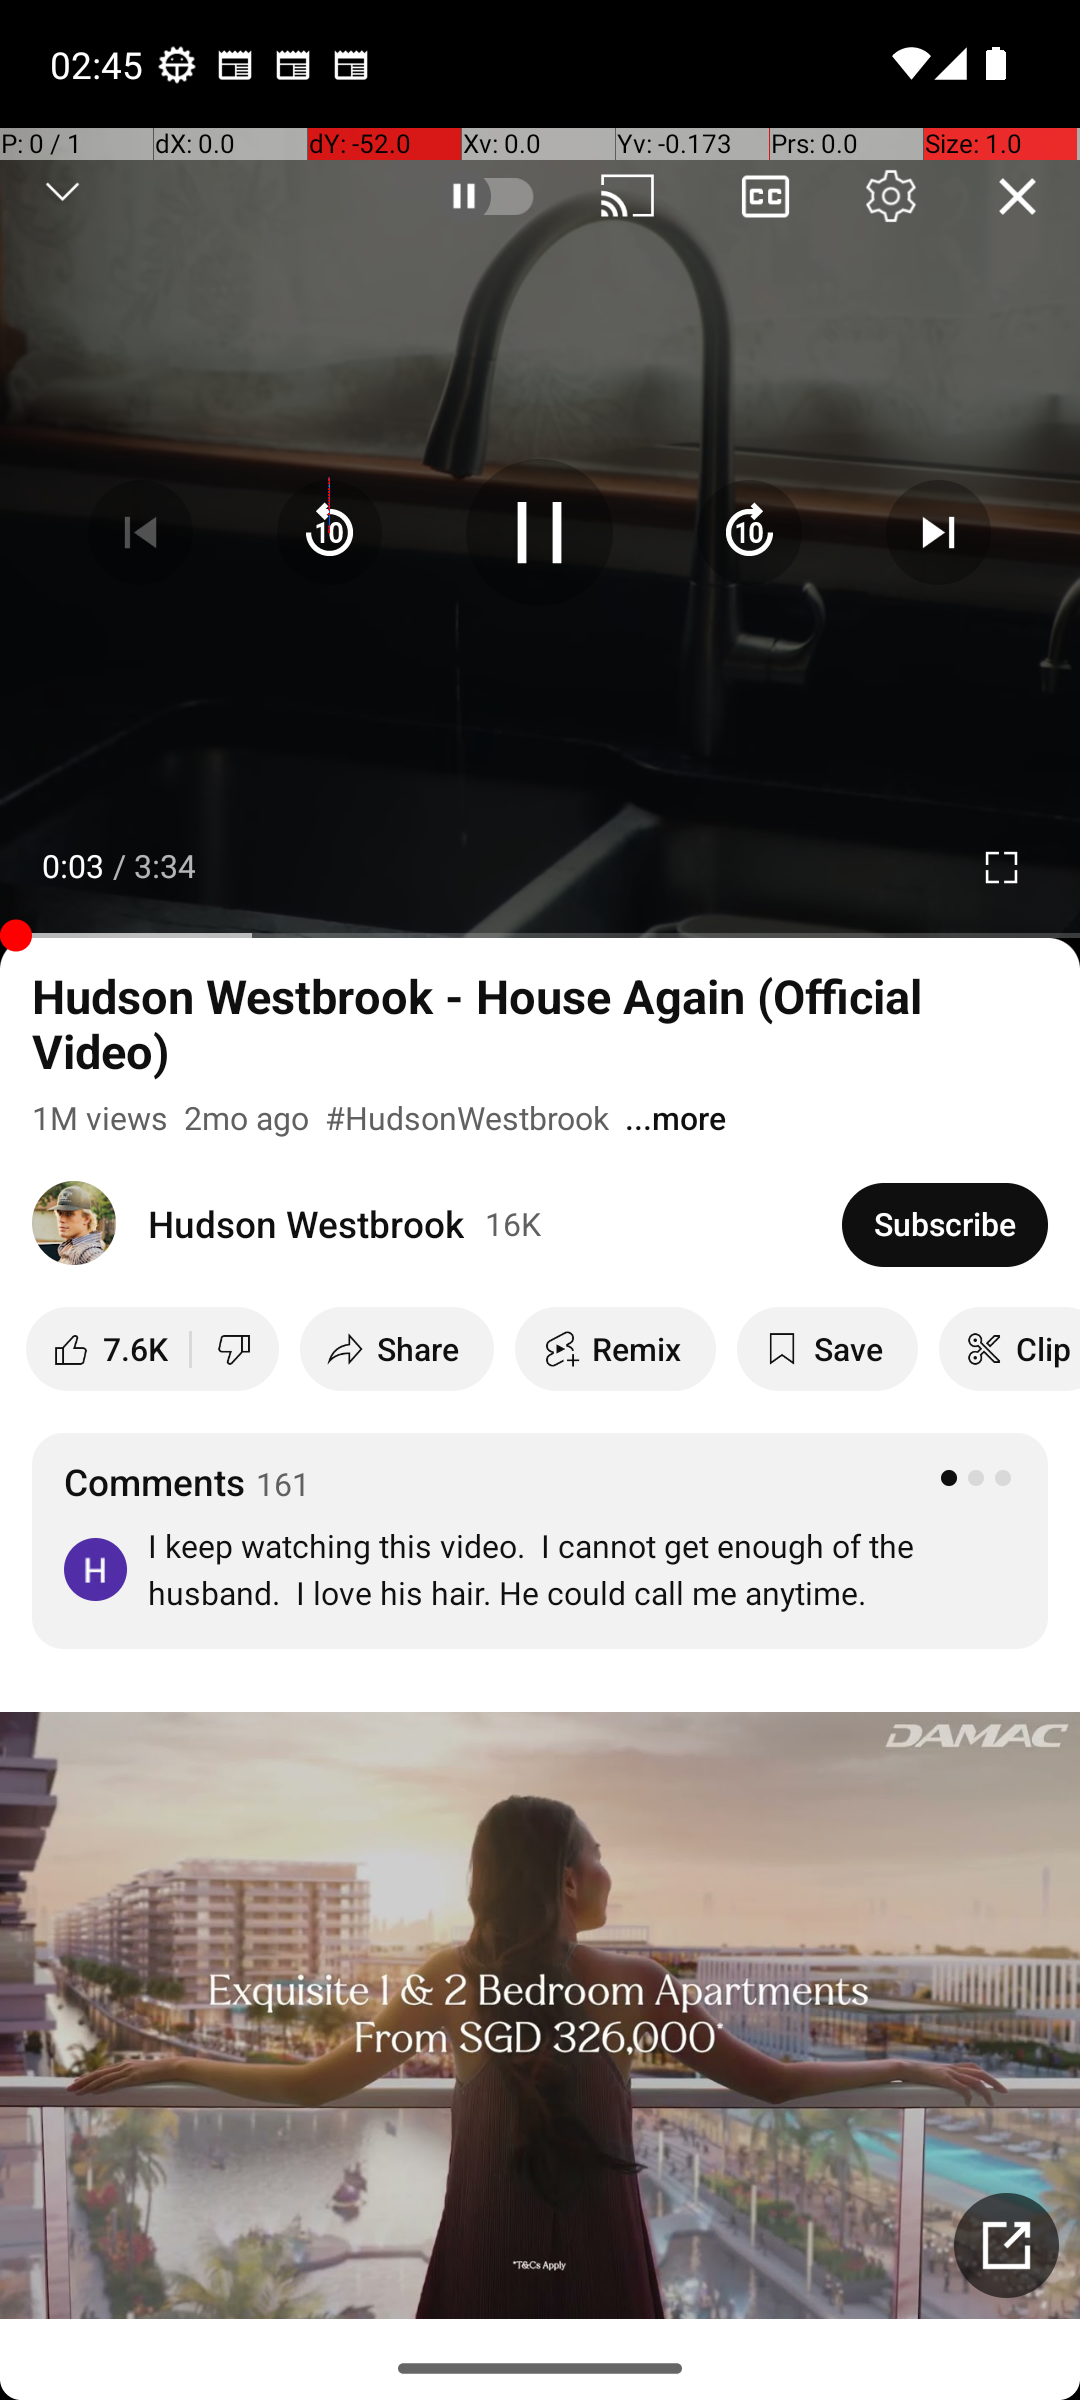 02:45
P: 0 / 1 dX: 0.0 dY: -52.0 Xv: 0.0 Yv: -0.173 Prs: 0.0 Size: 1.0
CC
10 10
0:03 / 3:34
Hudson Westbrook - House Again (Official
Video)
1M views 2mo ago #HudsonWestbrook ...more
Hudson Westbrook 16K Subscribe
7.6K Share Remix Save Clip
Comments 161
H
I keep watching this video.  I cannot get enough of the
husband.  I love his hair. He could call me anytime.
DAMAC
Exquisite 1 & 2 Bedroom Apartments
From SGD 326,000*
*T&Cs Apply